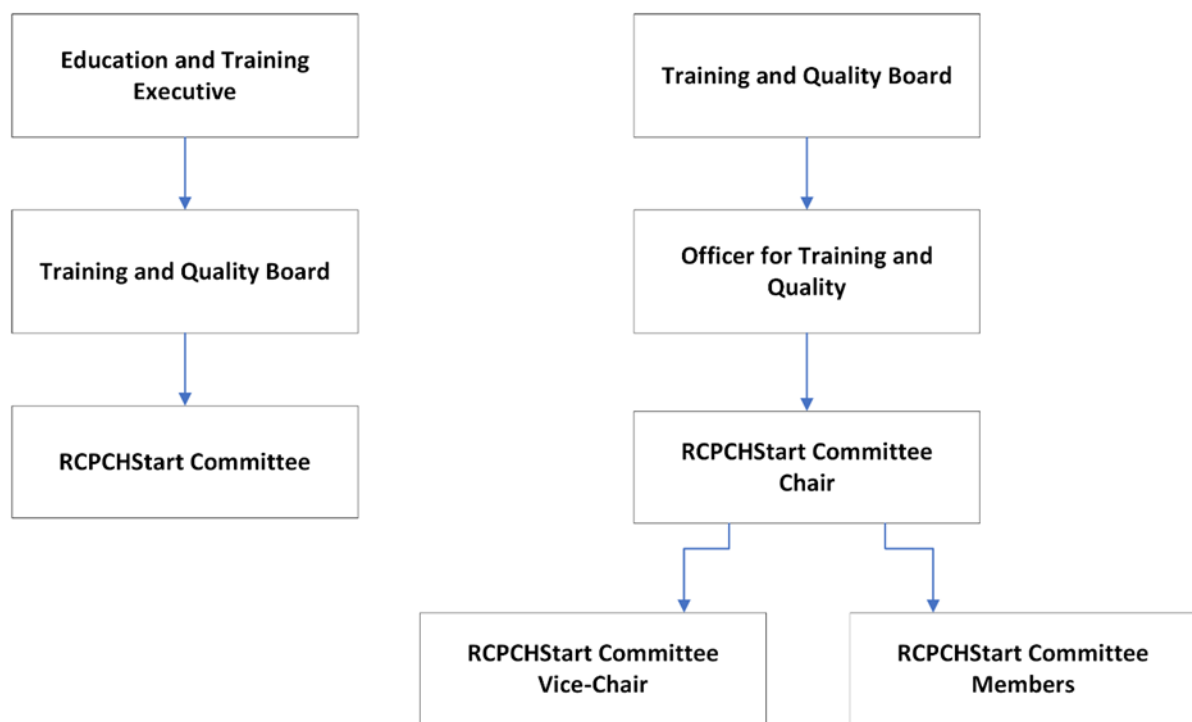 Education and Training
Executive
Training and Quality Board
RCPCHStart Committee
Training and Quality Board
Officer for Training and
Quality
RCPCHStart Committee
Chair
RCPCHStart Committee
Vice-Chair
RCPCHStart Committee
Members